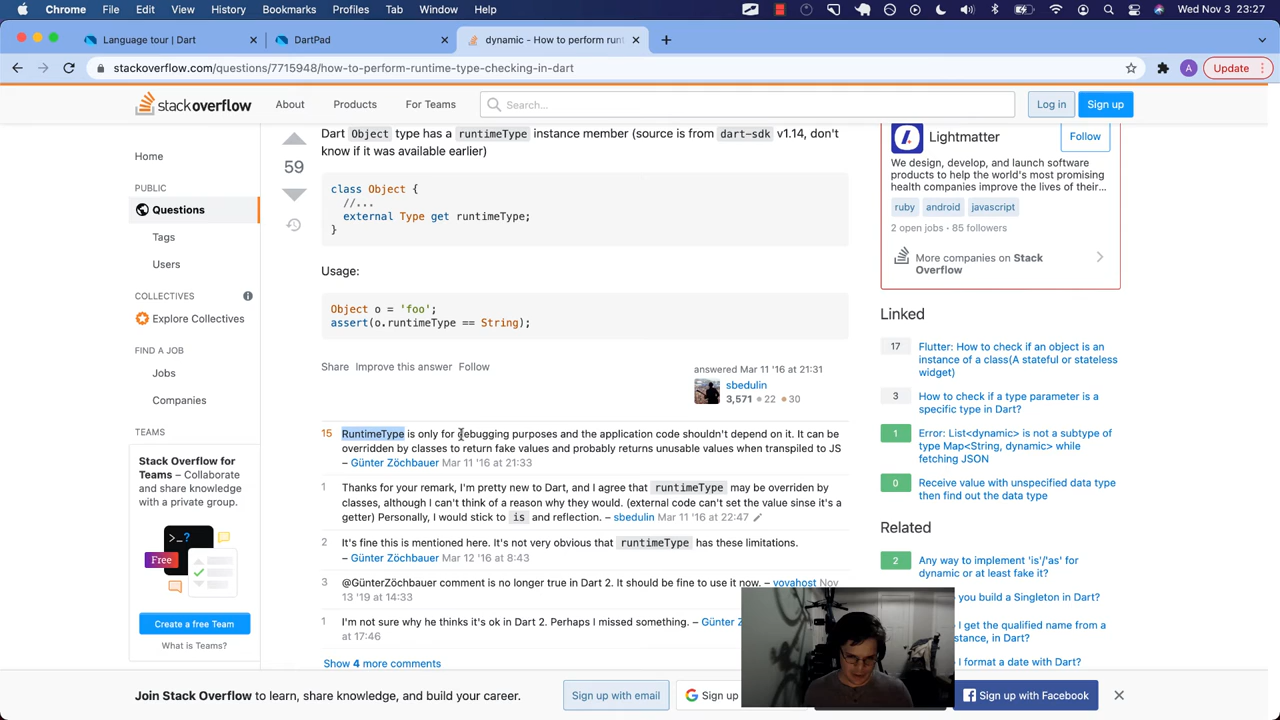 Chrome File Edit View History Bookmarks Profiles Tab Window Help
Wed Nov 3 23:27
Language tour | Dart
DartPad
dynamic - How to perform runt
stackoverflow.com/questions/7715948/how-to-perform-runtime-type-checking-in-dart
A
Update
stackoverflow
About
Products
For Teams
Search...
Log in
Sign up
Home
PUBLIC
Questions
Tags
Users
COLLECTIVES
Explore Collectives
FIND A JOB
Jobs
Companies
TEAMS
Stack Overflow for
Teams – Collaborate
and share knowledge
with a private group.
>_?
Free
Create a free Team
What is Teams?
59
Dart Object type has a runtimeType instance member (source is from dart-sdk v1.14, don't
know if it was available earlier)
class Object {
//...
external Type get runtimeType;
}
Usage:
Object o = 'foo';
assert(o.runtimeType == String);
Share Improve this answer Follow
answered Mar 11 '16 at 21:31
sbedulin
3,571 22 30
15 RuntimeType is only for debugging purposes and the application code shouldn't depend on it. It can be
overridden by classes to return fake values and probably returns unusable values when transpiled to JS
– Günter Zöchbauer Mar 11 '16 at 21:33
1 Thanks for your remark, I'm pretty new to Dart, and I agree that runtimeType may be overriden by
classes, although I can't think of a reason why they would. (external code can't set the value sinse it's a
getter) Personally, I would stick to is and reflection. – sbedulin Mar 11 '16 at 22:47
2 It's fine this is mentioned here. It's not very obvious that runtimeType has these limitations.
– Günter Zöchbauer Mar 12 '16 at 8:43
3 @GünterZöchbauer comment is no longer true in Dart 2. It should be fine to use it now. – vovahost Nov
13 '19 at 14:33
1 I'm not sure why he thinks it's ok in Dart 2. Perhaps I missed something. – Günter Z
at 17:46
Show 4 more comments
Lightmatter
Follow
We design, develop, and launch software
products to help the world's most promising
health companies improve the lives of their...
ruby android javascript
2 open jobs · 85 followers
More companies on Stack
Overflow
Linked
17 Flutter: How to check if an object is an
instance of a class(A stateful or stateless
widget)
3 How to check if a type parameter is a
specific type in Dart?
1 Error: List<dynamic> is not a subtype of
type Map<String, dynamic> while
fetching JSON
0 Receive value with unspecified data type
then find out the data type
Related
2 Any way to implement 'is'/'as' for
dynamic or at least fake it?
you build a Singleton in Dart?
I get the qualified name from a
stance, in Dart?
I format a date with Dart?
Join Stack Overflow to learn, share knowledge, and build your career.
Sign up with email
G Sign up
Sign up with Facebook